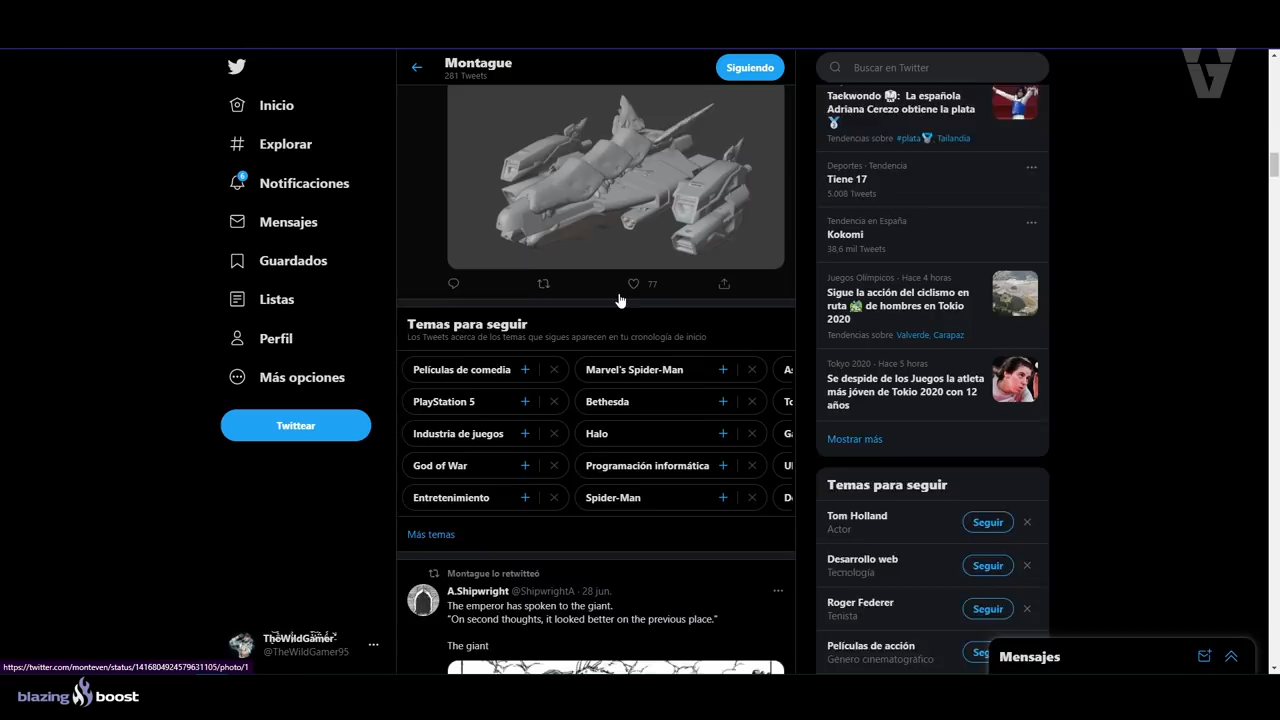 Inicio
Explorar
6
Notificaciones
Mensajes
Guardados
Listas
Perfil
Más opciones
Twittear
TheWildGamer
@TheWildGamer95
https://twitter.com/monteven/status/1416804924579631105/photo/1
blazing boost
Montague
281 Tweets
Siguiendo
77
Temas para seguir
Los Tweets acerca de los temas que sigues aparecen en tu cronología de inicio
Películas de comedia
Marvel's Spider-Man
As
PlayStation 5
Bethesda
To
Industria de juegos
Halo
God of War
Programación informática
Entretenimiento
Spider-Man
Más temas
Montague lo retwitteó
A.Shipwright @ShipwrightA · 28 jun.
The emperor has spoken to the giant.
"On second thoughts, it looked better on the previous place."
The giant
Buscar en Twitter
Taekwondo 🥋: La española
Adriana Cerezo obtiene la plata
🥈
Tendencias sobre #plata🥈, Tailandia
Deportes · Tendencia
Tiene 17
5.008 Tweets
Tendencia en España
Kokomi
38,6 mil Tweets
Juegos Olímpicos · Hace 4 horas
Sigue la acción del ciclismo en
ruta 🚵 de hombres en Tokio
2020
Tendencias sobre Valverde, Carapaz
Tokyo 2020 · Hace 5 horas
Se despide de los Juegos la atleta
más jóven de Tokio 2020 con 12
años
Mostrar más
Temas para seguir
Tom Holland
Actor
Seguir
Desarrollo web
Tecnología
Seguir
Roger Federer
Tenista
Seguir
Películas de acción
Género cinematográfico
Seg
Mensajes